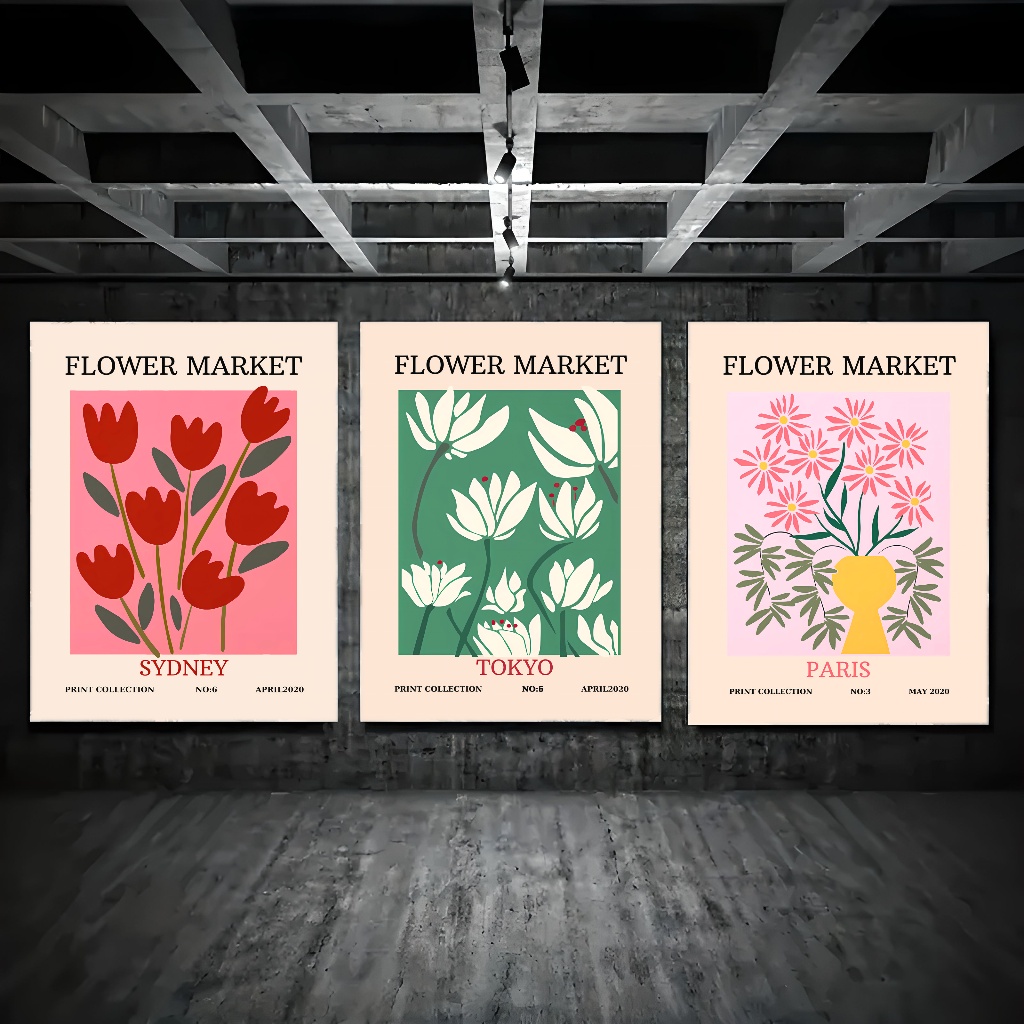 FLOWER MARKET
SYDNEY
PRINT COLLECTION NO:6 APRIL2020
FLOWER MARKET
TOKYO
PRINT COLLECTION NO:6 APRIL2020
FLOWER MARKET
PARIS
PRINT COLLECTION NO:3 MAY 2020